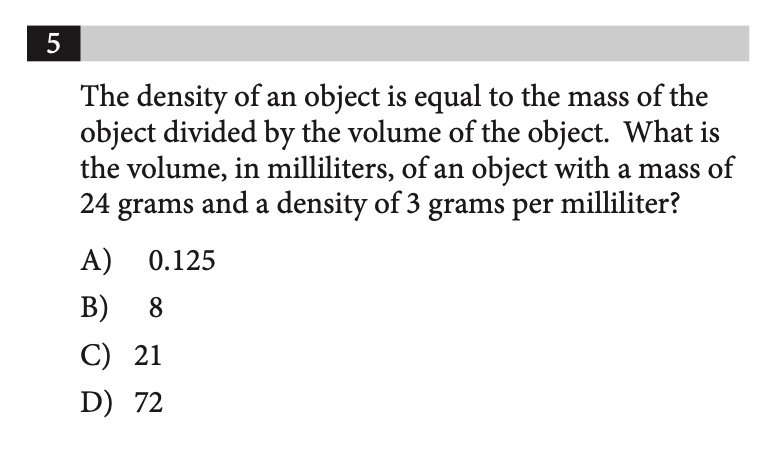 5
The density of an object is equal to the mass of the
object divided by the volume of the object. What is
the volume, in milliliters, of an object with a mass of
24 grams and a density of 3 grams per milliliter?
A) 0.125
B) 8
C) 21
D) 72